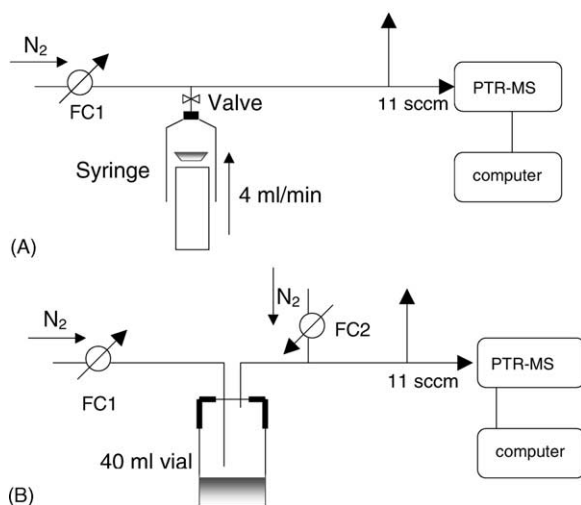 N₂
FC1
Valve
Syringe
4 ml/min
11 sccm
PTR-MS
computer
(A)
N₂
FC1
N₂
FC2
11 sccm
PTR-MS
computer
40 ml vial
(B)